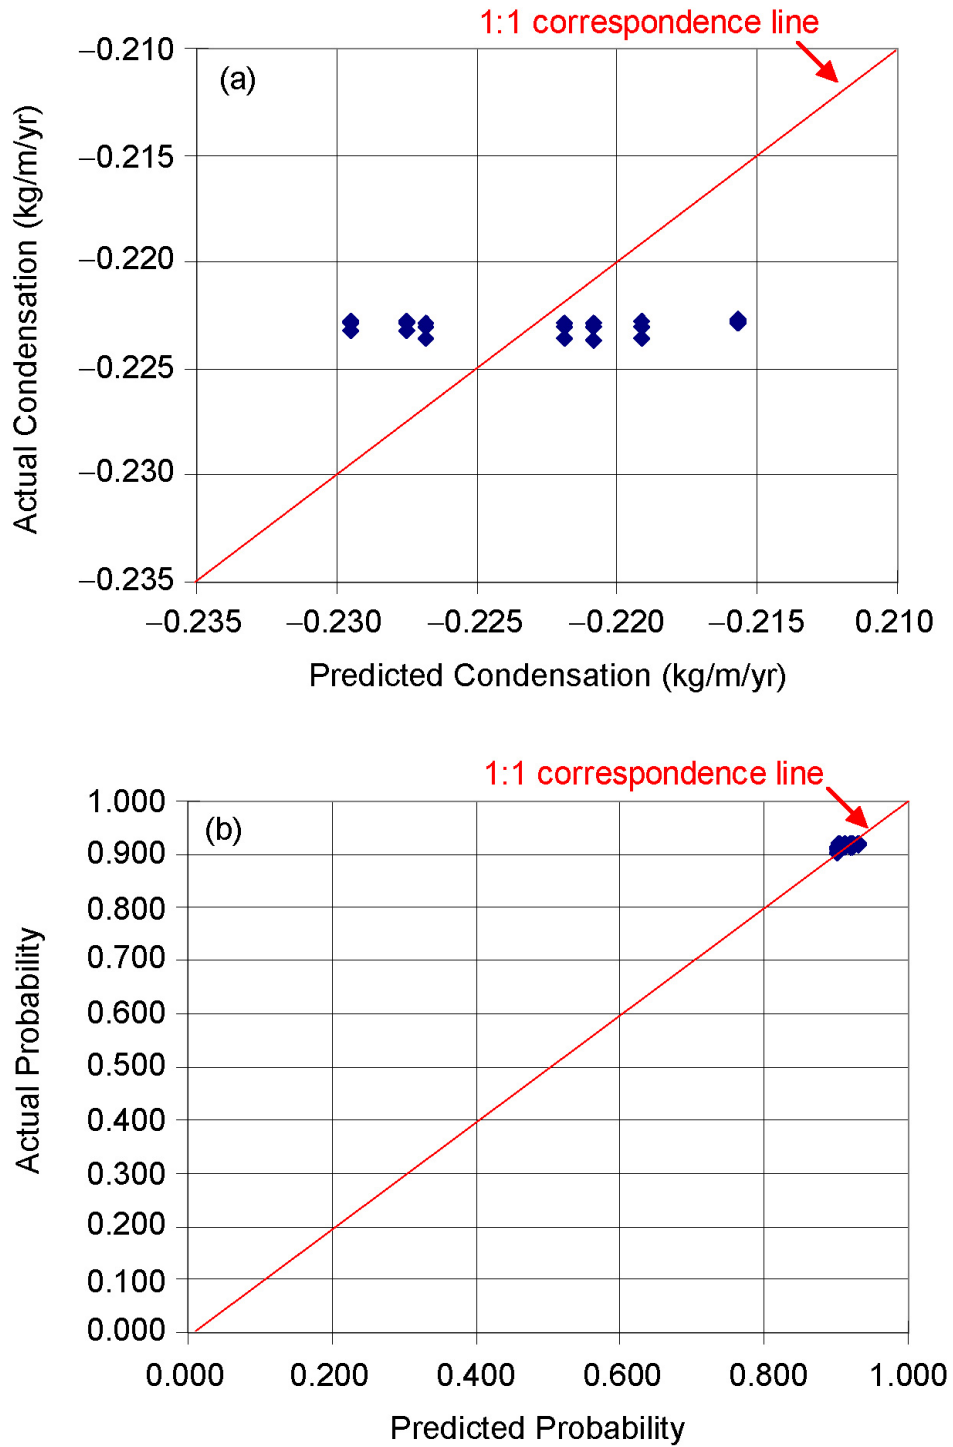 1:1 correspondence line
(a)
Actual Condensation (kg/m/yr)
−0.210
−0.215
−0.220
−0.225
−0.230
−0.235
−0.235 −0.230 −0.225 −0.220 −0.215 0.210
Predicted Condensation (kg/m/yr)
1:1 correspondence line
(b)
Actual Probability
1.000
0.900
0.800
0.700
0.600
0.500
0.400
0.300
0.200
0.100
0.000
0.000 0.200 0.400 0.600 0.800 1.000
Predicted Probability